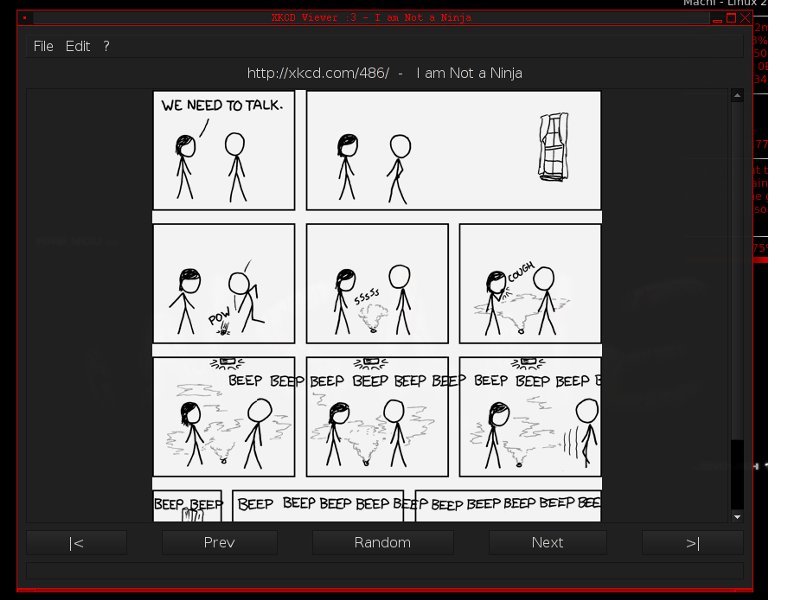 Machi - Linux 2
XKCD Viewer :3 - I am Not a Ninja
File Edit ?
http://xkcd.com/486/ - I am Not a Ninja
WE NEED TO TALK.
POW
SSSSS
COUGH
BEEP BEEP BEEP BEEP BEEP BEEP BEEP BEEP BEEP B
BEEP BEEP BEEP BEEP BEEP BEEP BEEP BEEP BEEP BEEP BEEP BEE
|< Prev Random Next >|